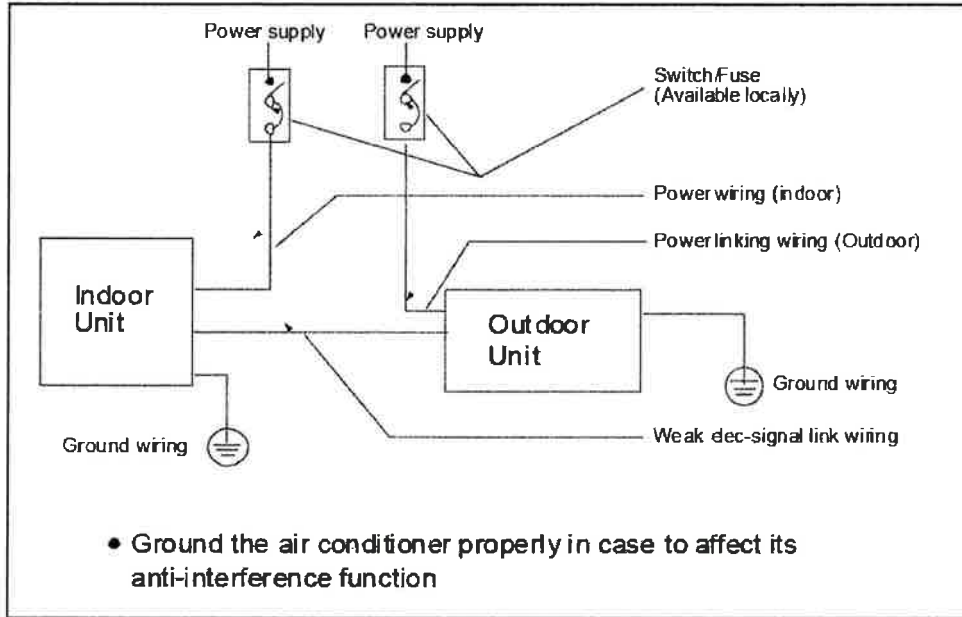 Power supply Power supply
Switch/Fuse
(Available locally)
Power wiring (indoor)
Power linking wiring (Outdoor)
Indoor
Unit
Outdoor
Unit
Ground wiring
Ground wiring
Weak elec-signal link wiring
● Ground the air conditioner properly in case to affect its
anti-interference function